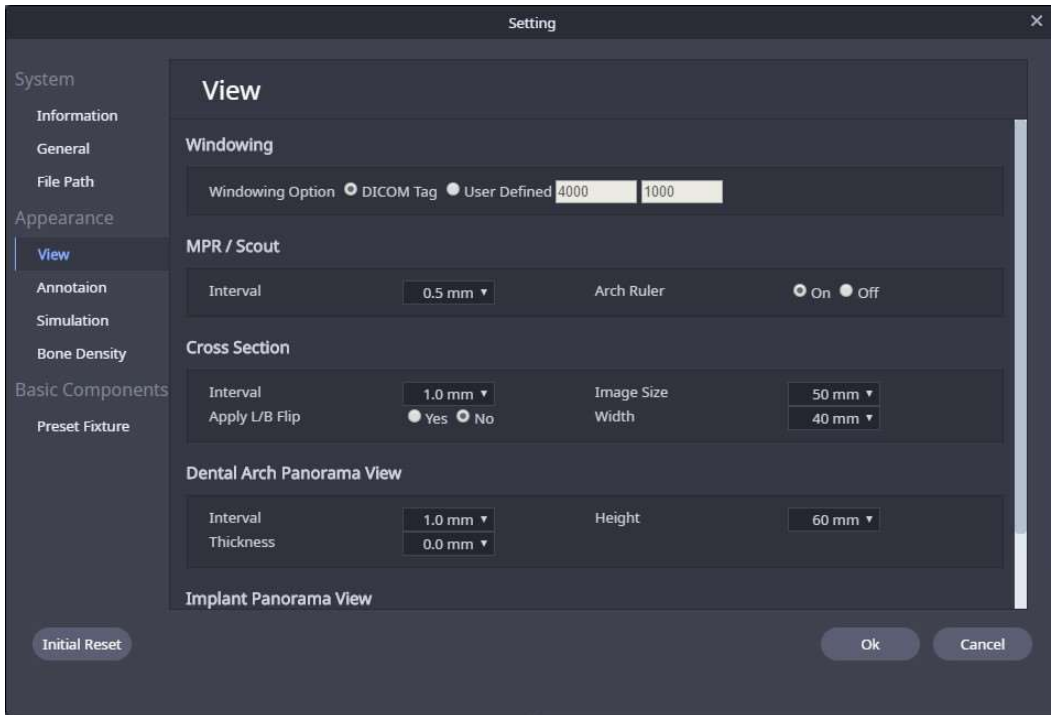 Setting
System
Information
General
File Path
Appearance
View
Annotaion
Simulation
Bone Density
Basic Components
Preset Fixture
View
Windowing
Windowing Option DICOM Tag User Defined 4000 1000
MPR / Scout
Interval 0.5 mm Arch Ruler On Off
Cross Section
Interval 1.0 mm Image Size 50 mm
Apply L/B Flip Yes No Width 40 mm
Dental Arch Panorama View
Interval 1.0 mm Height 60 mm
Thickness 0.0 mm
Implant Panorama View
Initial Reset Ok Cancel